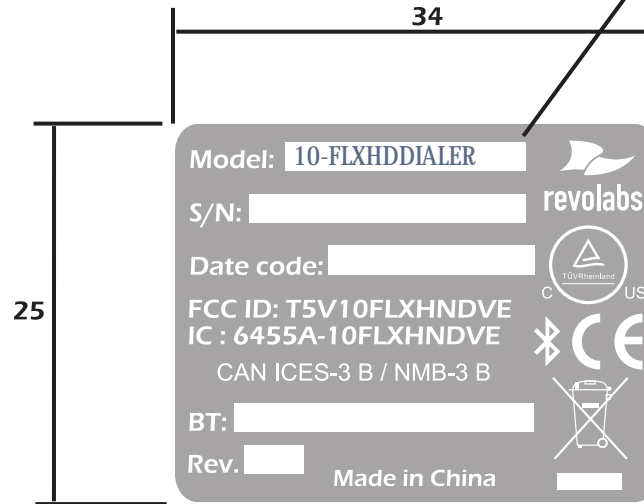 34
25
Model: 10-FLXHDDIALER
revolabs
S/N:
Date code:
TÜVRheinland
C US
FCC ID: T5V10FLXHNDVE
IC : 6455A-10FLXHNDVE
CAN ICES-3 B / NMB-3 B
CE
BT:
Rev.
Made in China